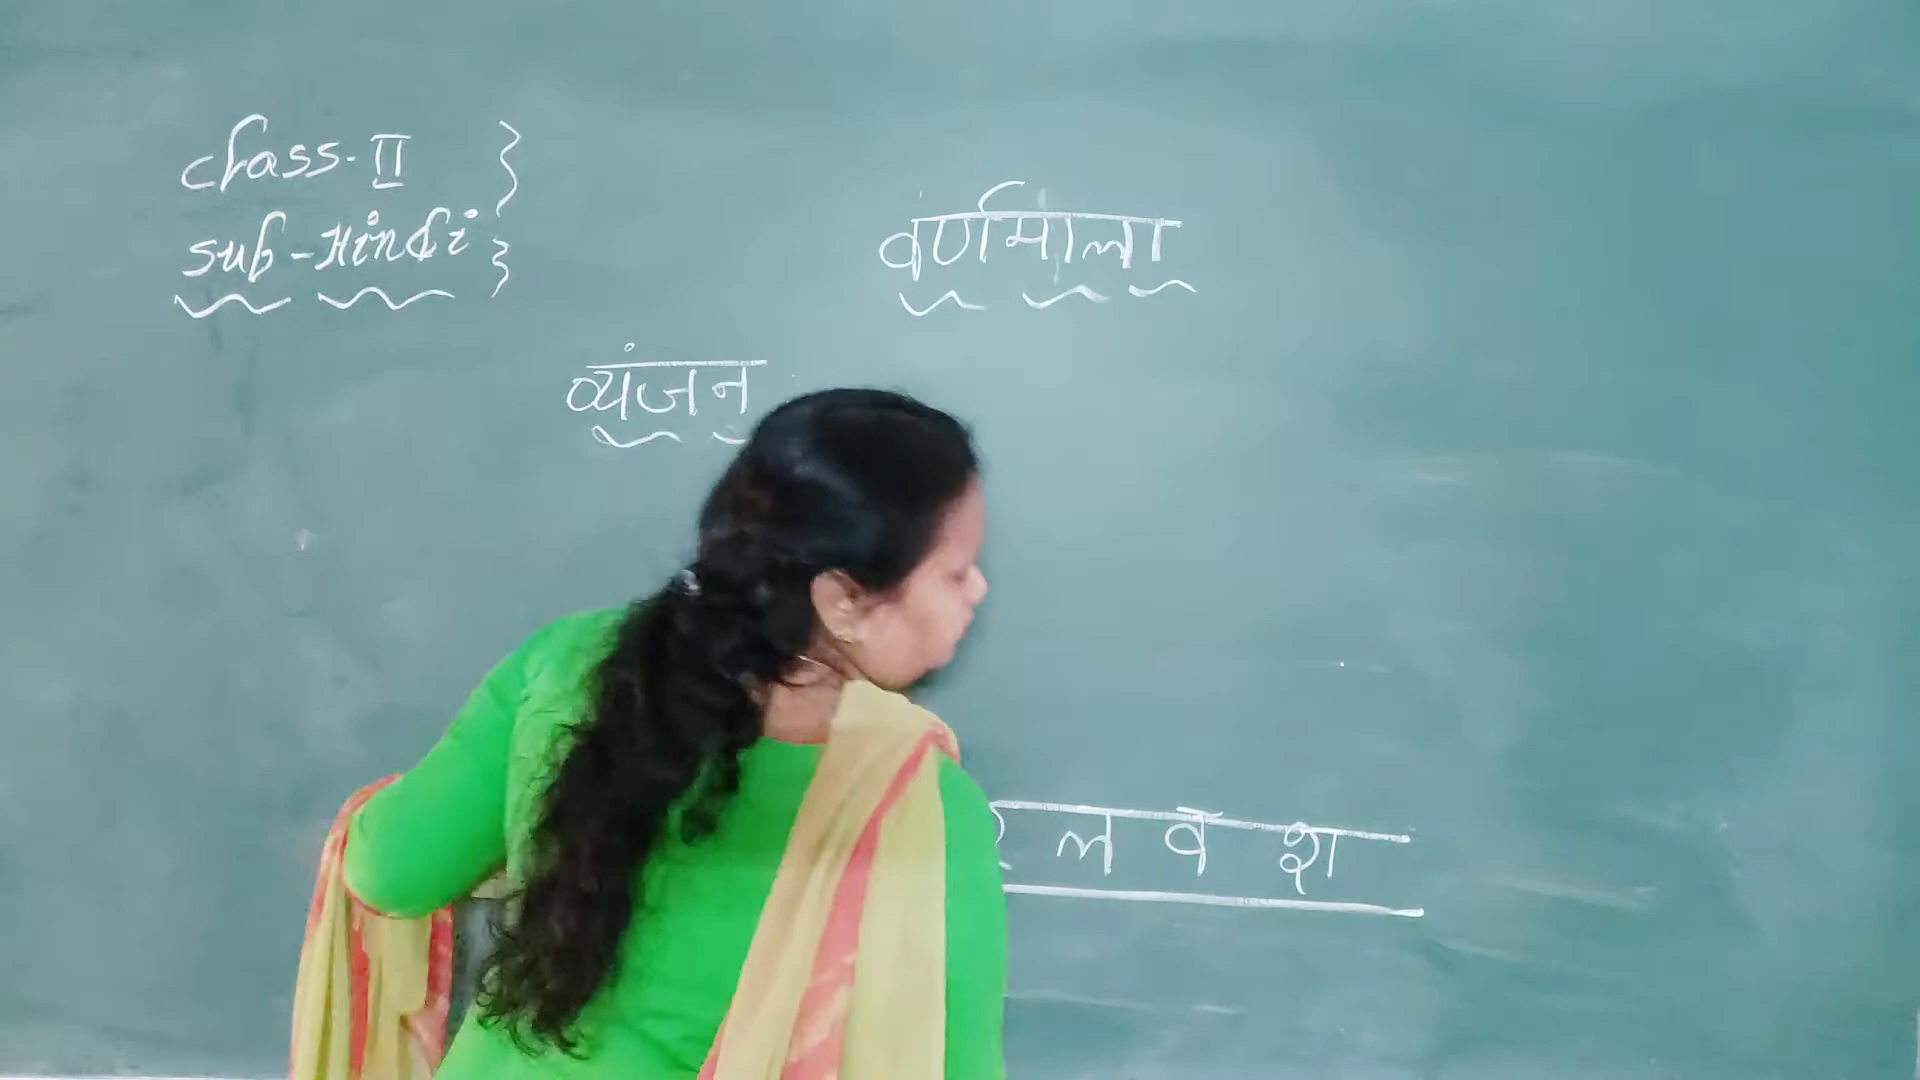 class-II
sub-Hindi
वर्णमाला
व्यंजन
र ल व श